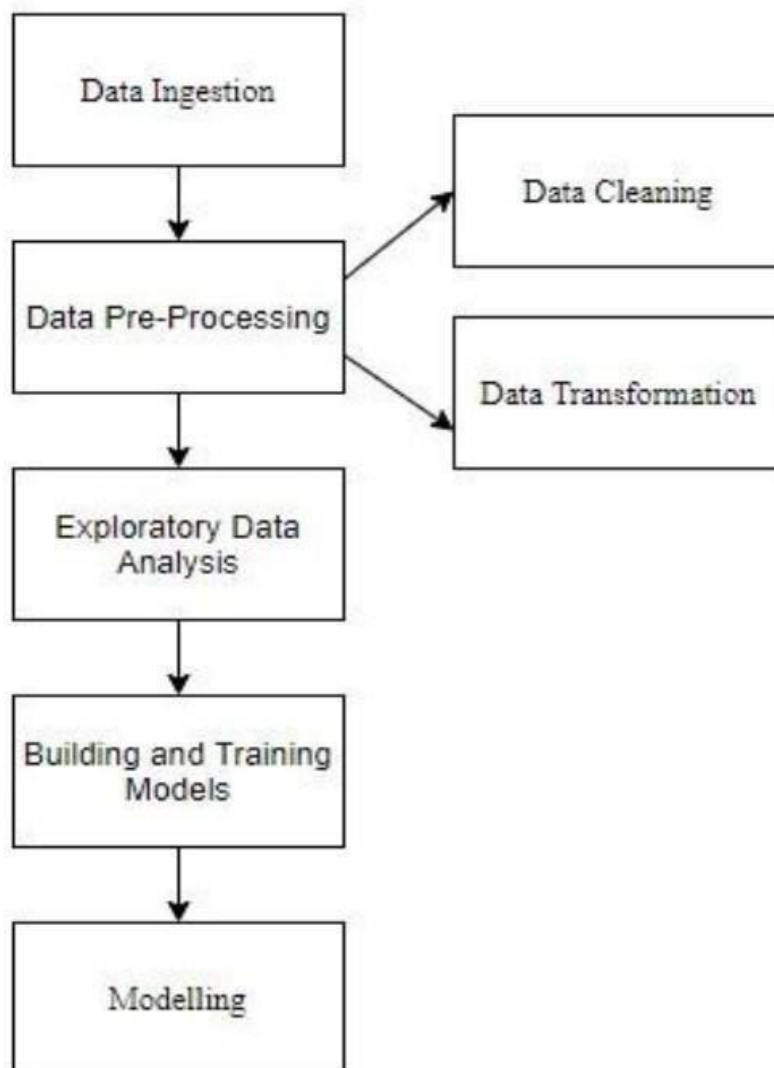 Data Ingestion
Data Cleaning
Data Pre-Processing
Data Transformation
Exploratory Data
Analysis
Building and Training
Models
Modelling